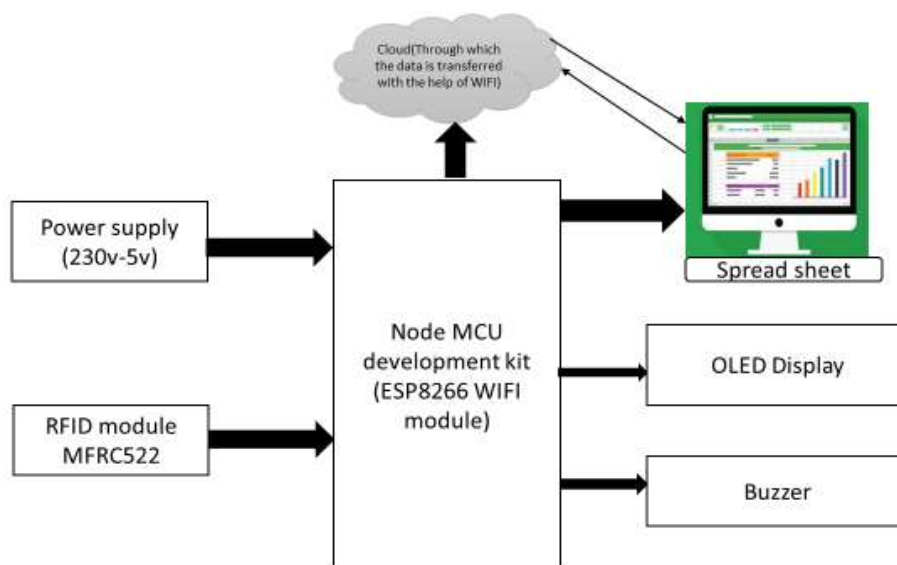 Cloud(Through which
the data is transferred
with the help of WIFI)
Spread sheet
Power supply
(230v-5v)
Node MCU
development kit
(ESP8266 WIFI
module)
OLED Display
RFID module
MFRC522
Buzzer